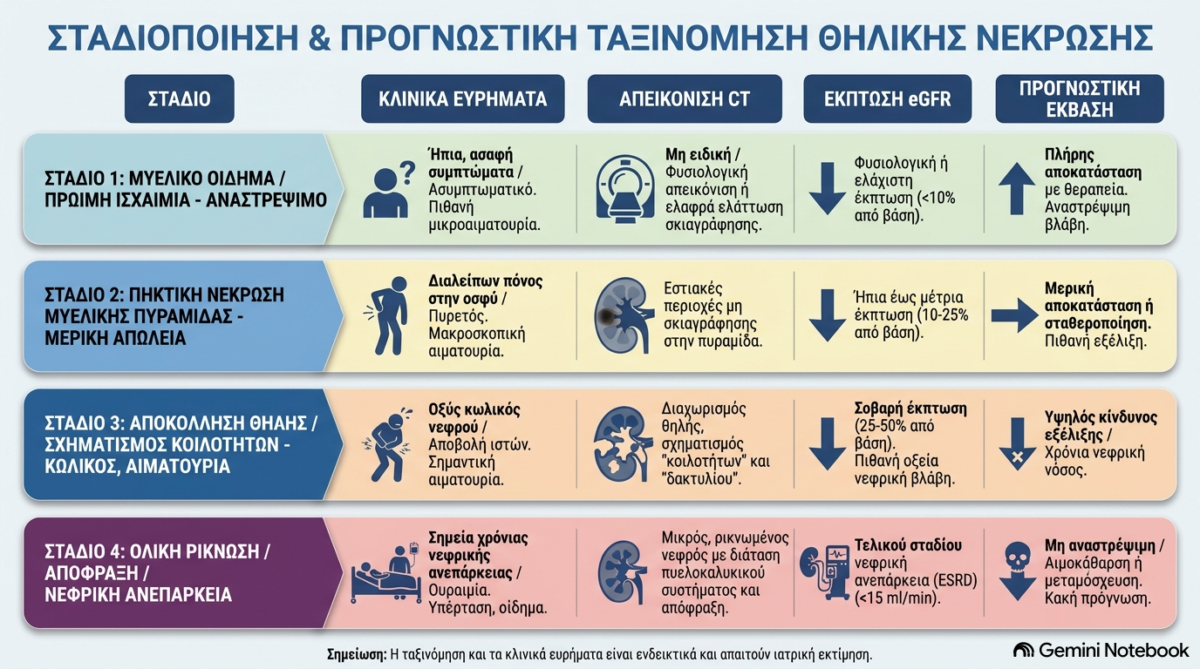 ΣΤΑΔΙΟΠΟΙΗΣΗ & ΠΡΟΓΝΩΣΤΙΚΗ ΤΑΞΙΝΟΜΗΣΗ ΘΗΛΙΚΗΣ ΝΕΚΡΩΣΗΣ
ΣΤΑΔΙΟ
ΚΛΙΝΙΚΑ ΕΥΡΗΜΑΤΑ
ΑΠΕΙΚΟΝΙΣΗ CT
ΕΚΠΤΩΣΗ eGFR
ΠΡΟΓΝΩΣΤΙΚΗ
ΕΚΒΑΣΗ
ΣΤΑΔΙΟ 1: ΜΥΕΛΙΚΟ ΟΙΔΗΜΑ /
ΠΡΩΙΜΗ ΙΣΧΑΙΜΙΑ - ΑΝΑΣΤΡΕΨΙΜΟ
?
Ήπια, ασαφή
συμπτώματα /
Ασυμπτωματικό.
Πιθανή
μικροαιματουρία.
Μη ειδική /
Φυσιολογική
απεικόνιση ή
ελαφρά ελάττωση
σκιαγράφησης.
Φυσιολογική ή
ελάχιστη
έκπτωση (<10%
από βάση).
Πλήρης
αποκατάσταση
με θεραπεία.
Αναστρέψιμη
βλάβη.
ΣΤΑΔΙΟ 2: ΠΗΚΤΙΚΗ ΝΕΚΡΩΣΗ
ΜΥΕΛΙΚΗΣ ΠΥΡΑΜΙΔΑΣ -
ΜΕΡΙΚΗ ΑΠΩΛΕΙΑ
Διαλείπων πόνος
στην οσφύ /
Πυρετός.
Μακροσκοπική
αιματουρία.
Εστιακές
περιοχές μη
σκιαγράφησης
στην πυραμίδα.
Ήπια έως μέτρια
έκπτωση (10-25%
από βάση).
Μερική
αποκατάσταση ή
σταθεροποίηση.
Πιθανή εξέλιξη.
ΣΤΑΔΙΟ 3: ΑΠΟΚΟΛΛΗΣΗ ΘΗΑΗΣ /
ΣΧΗΜΑΤΙΣΜΟΣ ΚΟΙΛΟΤΗΤΩΝ -
ΚΩΛΙΚΟΣ, ΑΙΜΑΤΟΥΡΙΑ
Οξύς κωλικός
νεφρού /
Αποβολή ιστών.
Σημαντική
αιματουρία.
Διαχωρισμός
θηλής,
σχηματισμός
"κοιλοτήτων" και
"δακτυλίου".
Σοβαρή έκπτωση
(25-50% από
βάση).
Πιθανή οξεία
νεφρική βλάβη.
Υψηλός κίνδυνος
εξέλιξης /
Χρόνια νεφρική
νόσος.
ΣΤΑΔΙΟ 4: ΟΛΙΚΗ ΡΙΚΝΩΣΗ /
ΑΠΟΦΡΑΞΗ /
ΝΕΦΡΙΚΗ ΑΝΕΠΑΡΚΕΙΑ
Σημεία χρόνιας
νεφρικής
ανεπάρκειας /
Ουραιμία.
Υπέρταση, οίδημα.
Μικρός, ρικνωμένος
νεφρός με διάταση
πυελοκαλυκικού
συστήματος και
απόφραξη.
Τελικού σταδίου
νεφρική
ανεπάρκεια (ESRD)
(<15 ml/min).
Μη αναστρέψιμη /
Αιμοκάθαρση ή
μεταμόσχευση.
Κακή πρόγνωση.
Σημείωση: Η ταξινόμηση και τα κλινικά ευρήματα είναι ενδεικτικά και απαιτούν ιατρική εκτίμηση.
Gemini Notebook